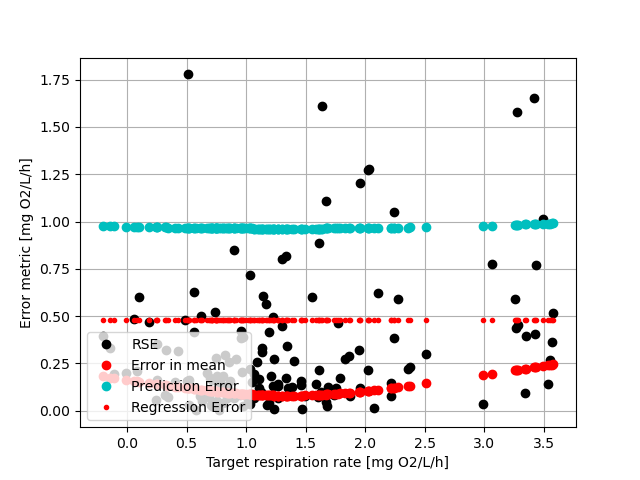 1.75
1.50
1.25
1.00
0.75
0.50
0.25
0.00
Error metric [mg O2/L/h]
RSE
Error in mean
Prediction Error
Regression Error
0.0 0.5 1.0 1.5 2.0 2.5 3.0 3.5
Target respiration rate [mg O2/L/h]